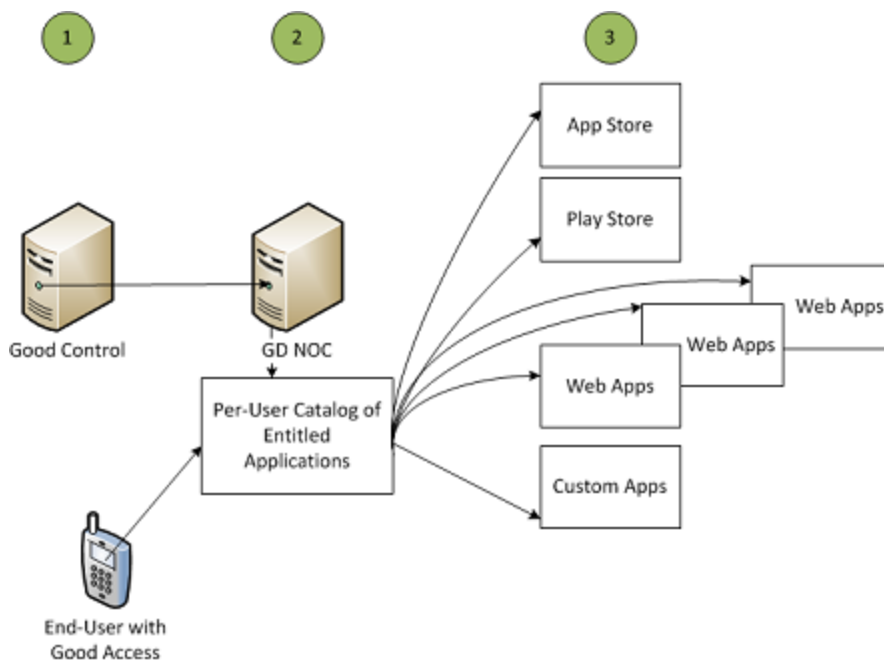 1
2
3
App Store
Play Store
Web Apps
Web Apps
Web Apps
Good Control
GD NOC
Per-User Catalog of
Entitled
Applications
Custom Apps
End-User with
Good Access